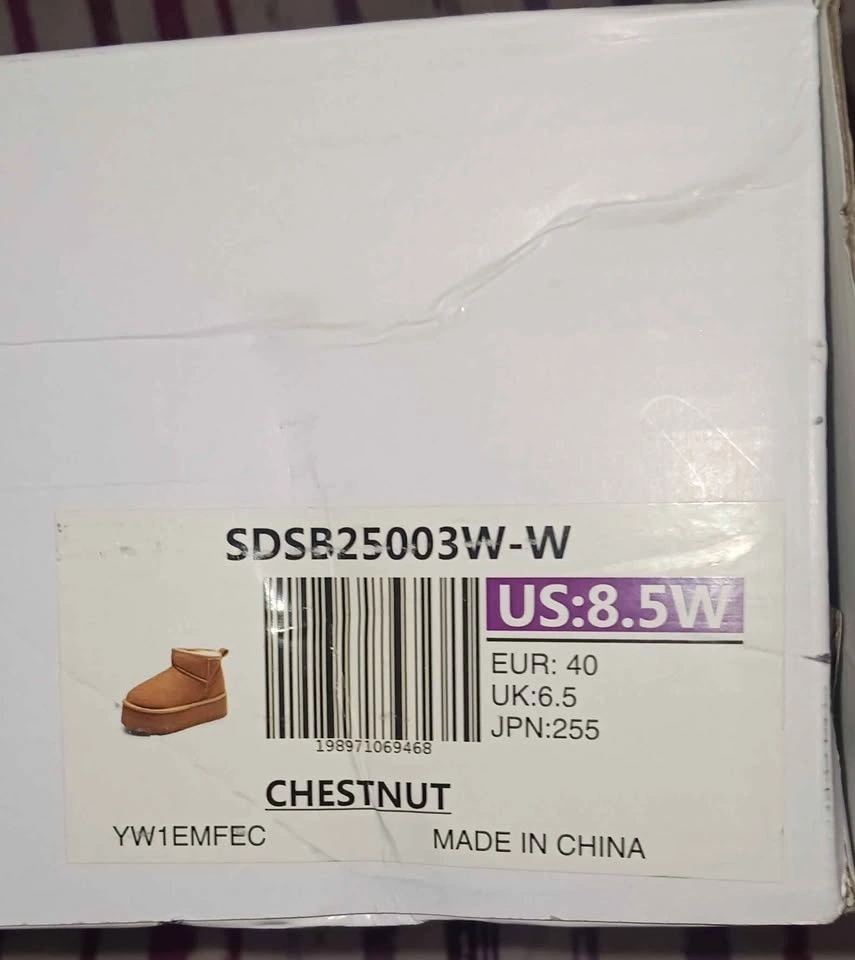 SDSB25003W-W
US:8.5W
EUR: 40
UK:6.5
JPN:255
198971069468
CHESTNUT
YW1EMFEC
MADE IN CHINA